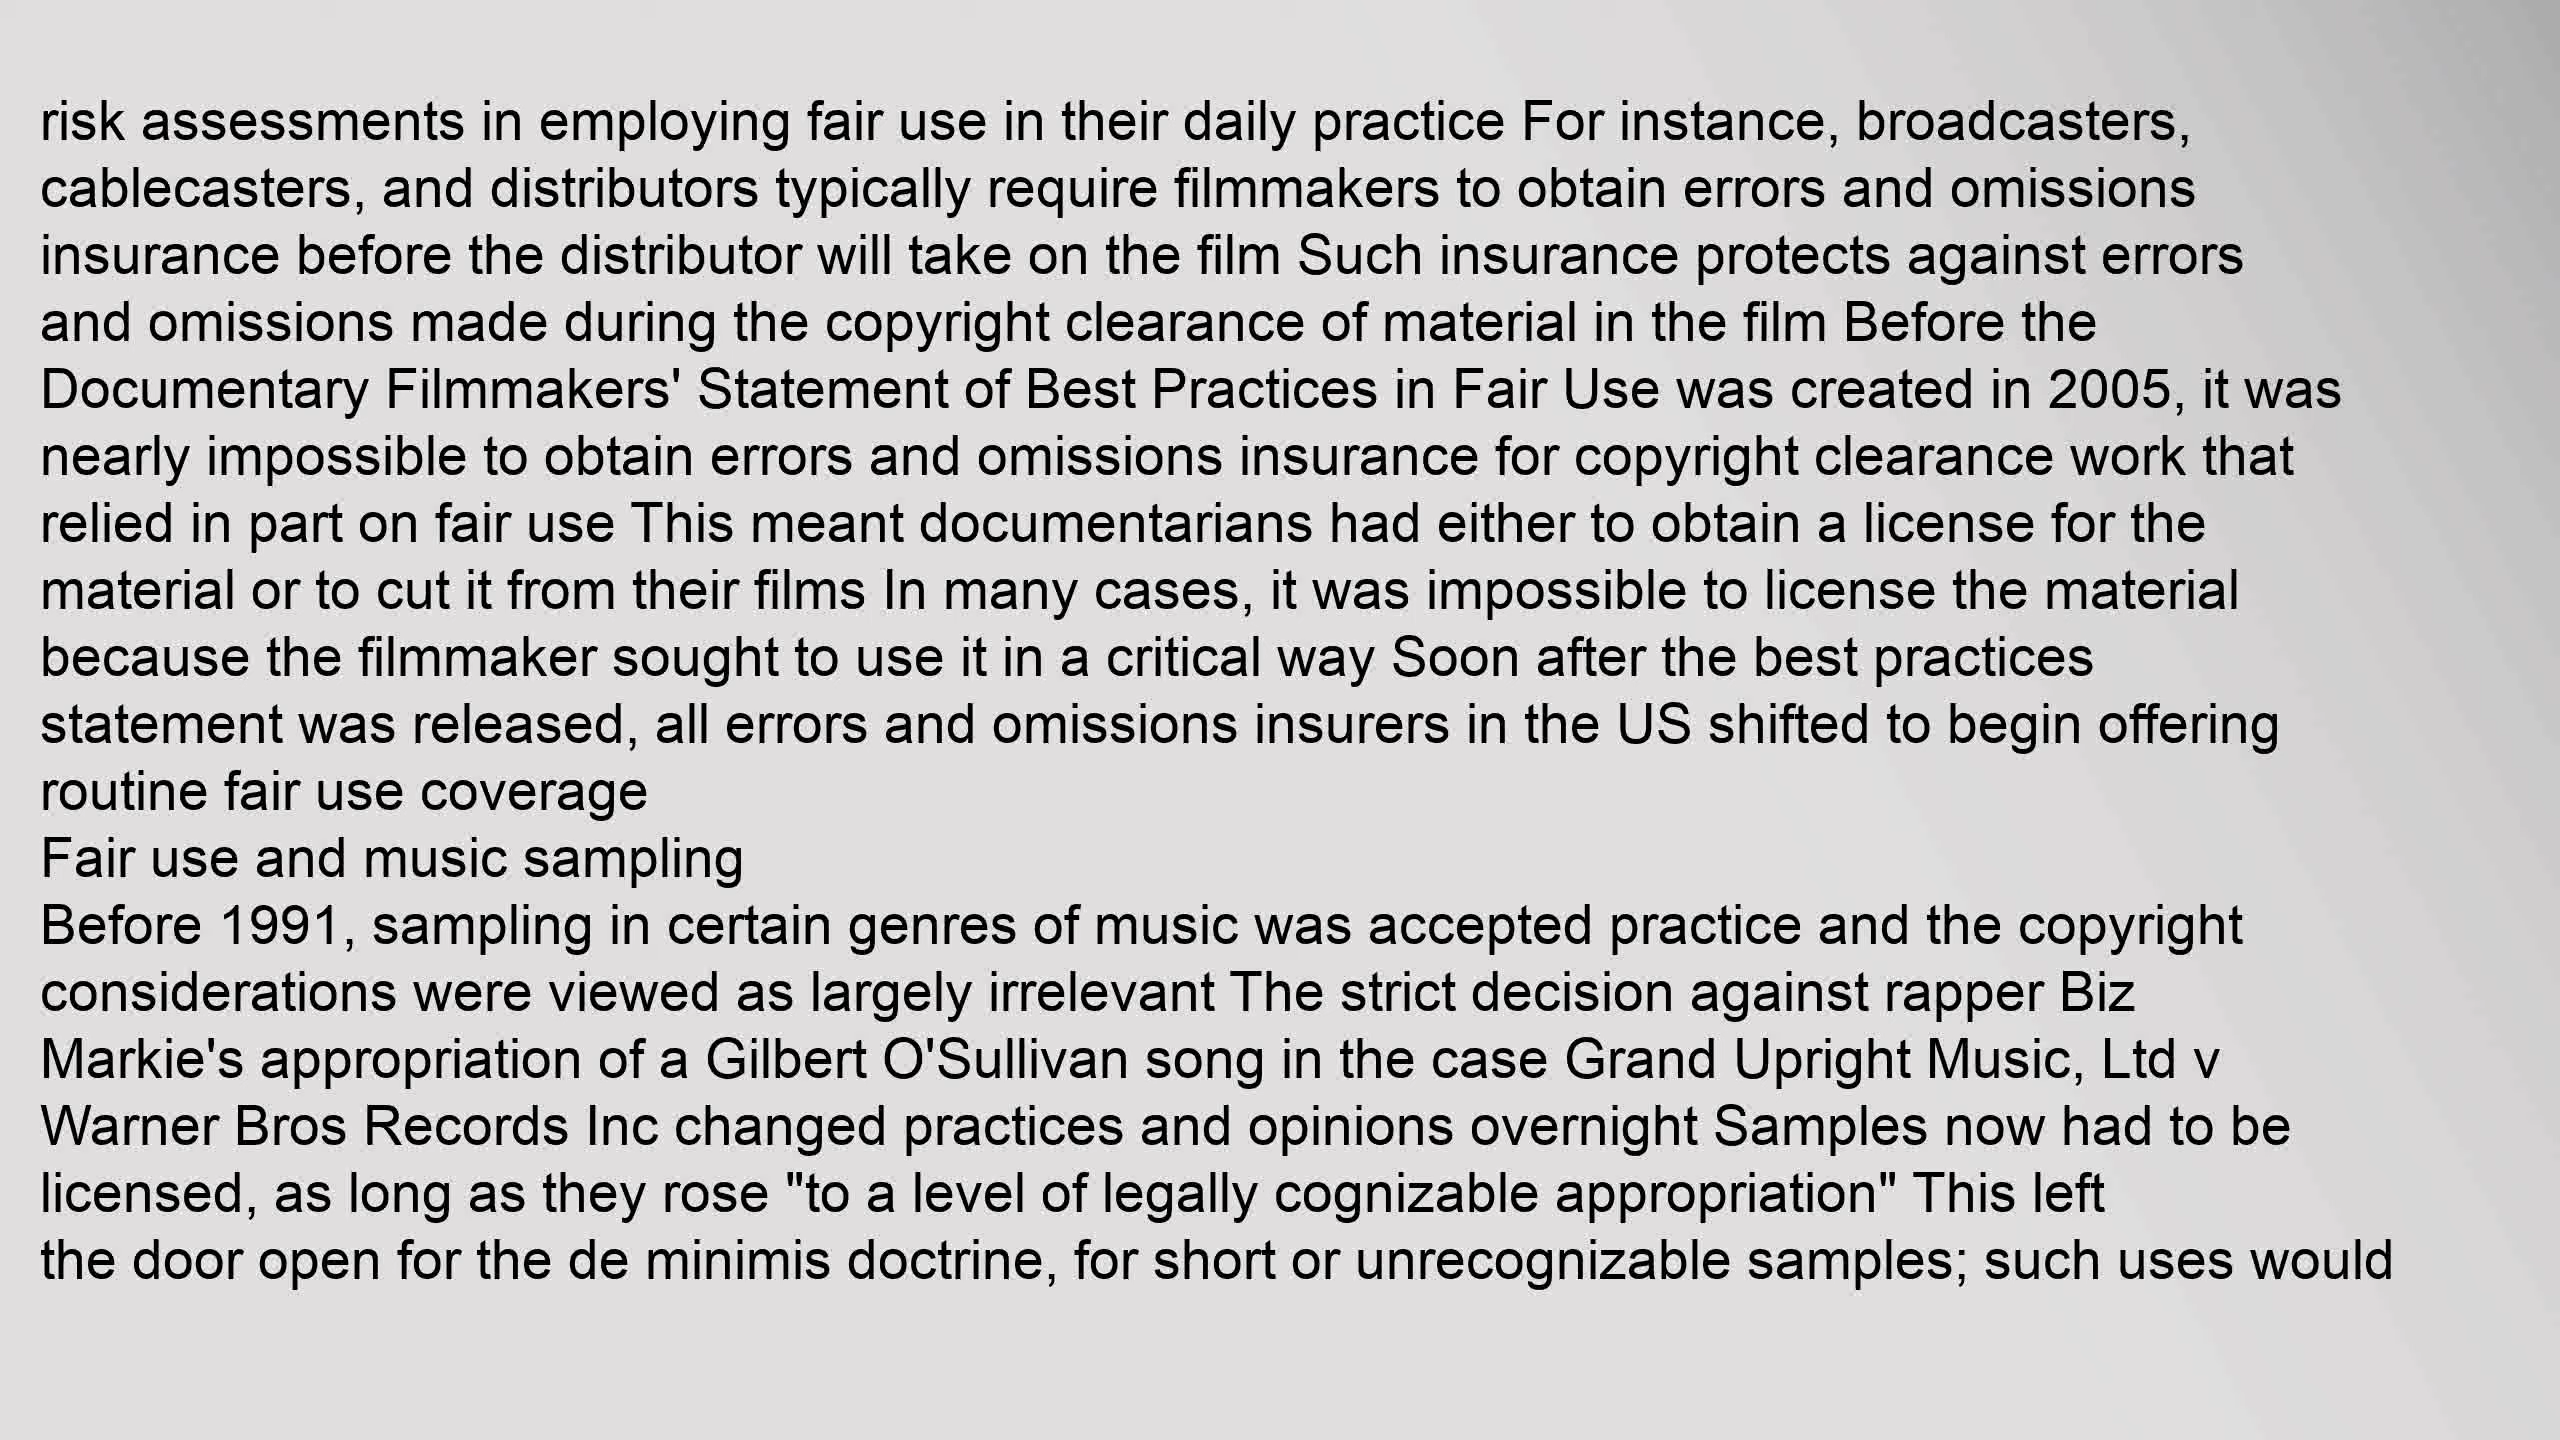 risk assessments in employing fair use in their daily practice For instance, broadcasters,
cablecasters, and distributors typically require filmmakers to obtain errors and omissions
insurance before the distributor will take on the film Such insurance protects against errors
and omissions made during the copyright clearance of material in the film Before the
Documentary Filmmakers' Statement of Best Practices in Fair Use was created in 2005, it was
nearly impossible to obtain errors and omissions insurance for copyright clearance work that
relied in part on fair use This meant documentarians had either to obtain a license for the
material or to cut it from their films In many cases, it was impossible to license the material
because the filmmaker sought to use it in a critical way Soon after the best practices
statement was released, all errors and omissions insurers in the US shifted to begin offering
routine fair use coverage
Fair use and music sampling
Before 1991, sampling in certain genres of music was accepted practice and the copyright
considerations were viewed as largely irrelevant The strict decision against rapper Biz
Markie's appropriation of a Gilbert O'Sullivan song in the case Grand Upright Music, Ltd v
Warner Bros Records Inc changed practices and opinions overnight Samples now had to be
licensed, as long as they rose "to a level of legally cognizable appropriation" This left
the door open for the de minimis doctrine, for short or unrecognizable samples; such uses would